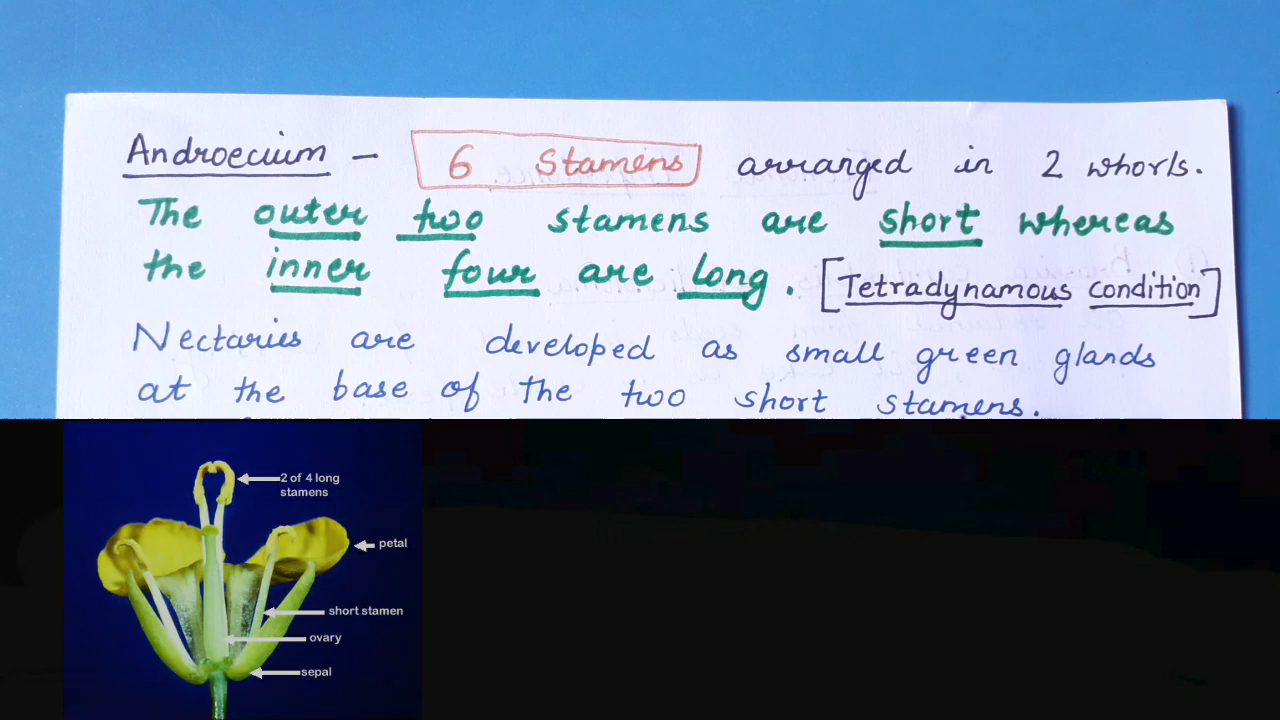 Androecium - 6 Stamens arranged in 2 whorls.
The outer two stamens are short whereas
the inner four are long. [Tetradynamous condition]
Nectaries are developed as small green glands
at the base of the two short stamens.
2 of 4 long
stamens
petal
short stamen
ovary
sepal